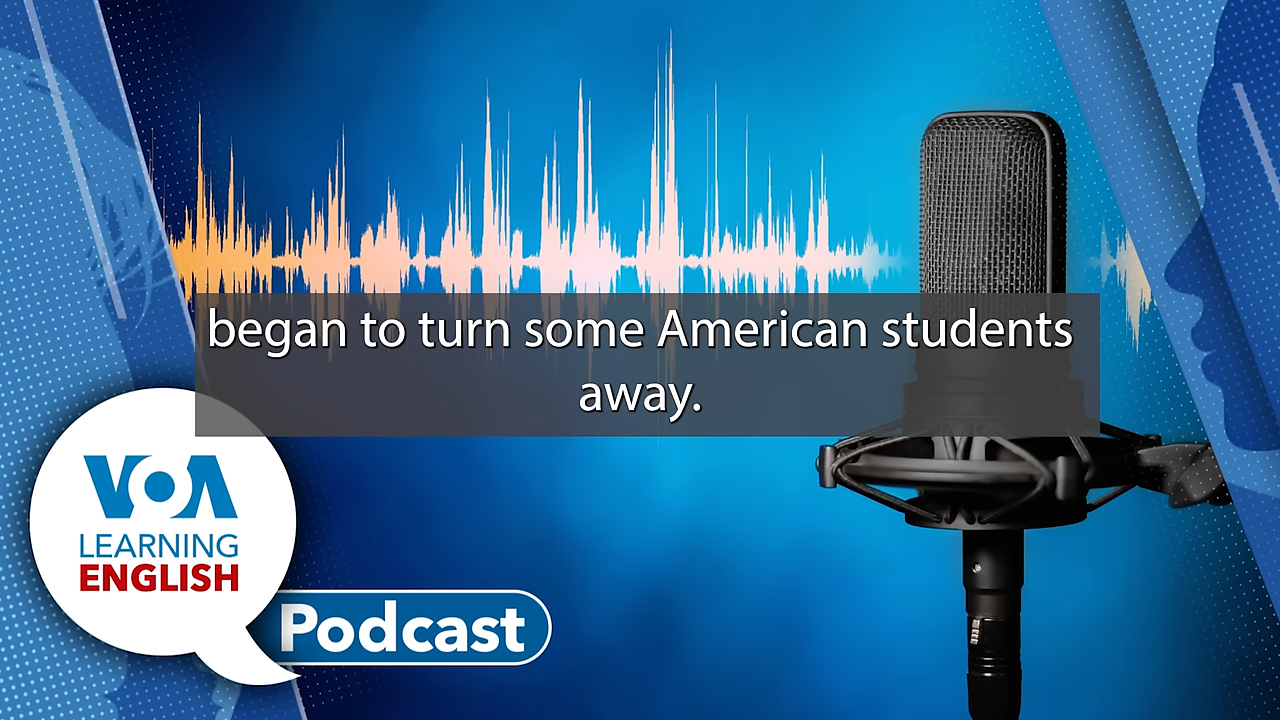 began to turn some American students
away.
VOA
LEARNING
ENGLISH
Podcast